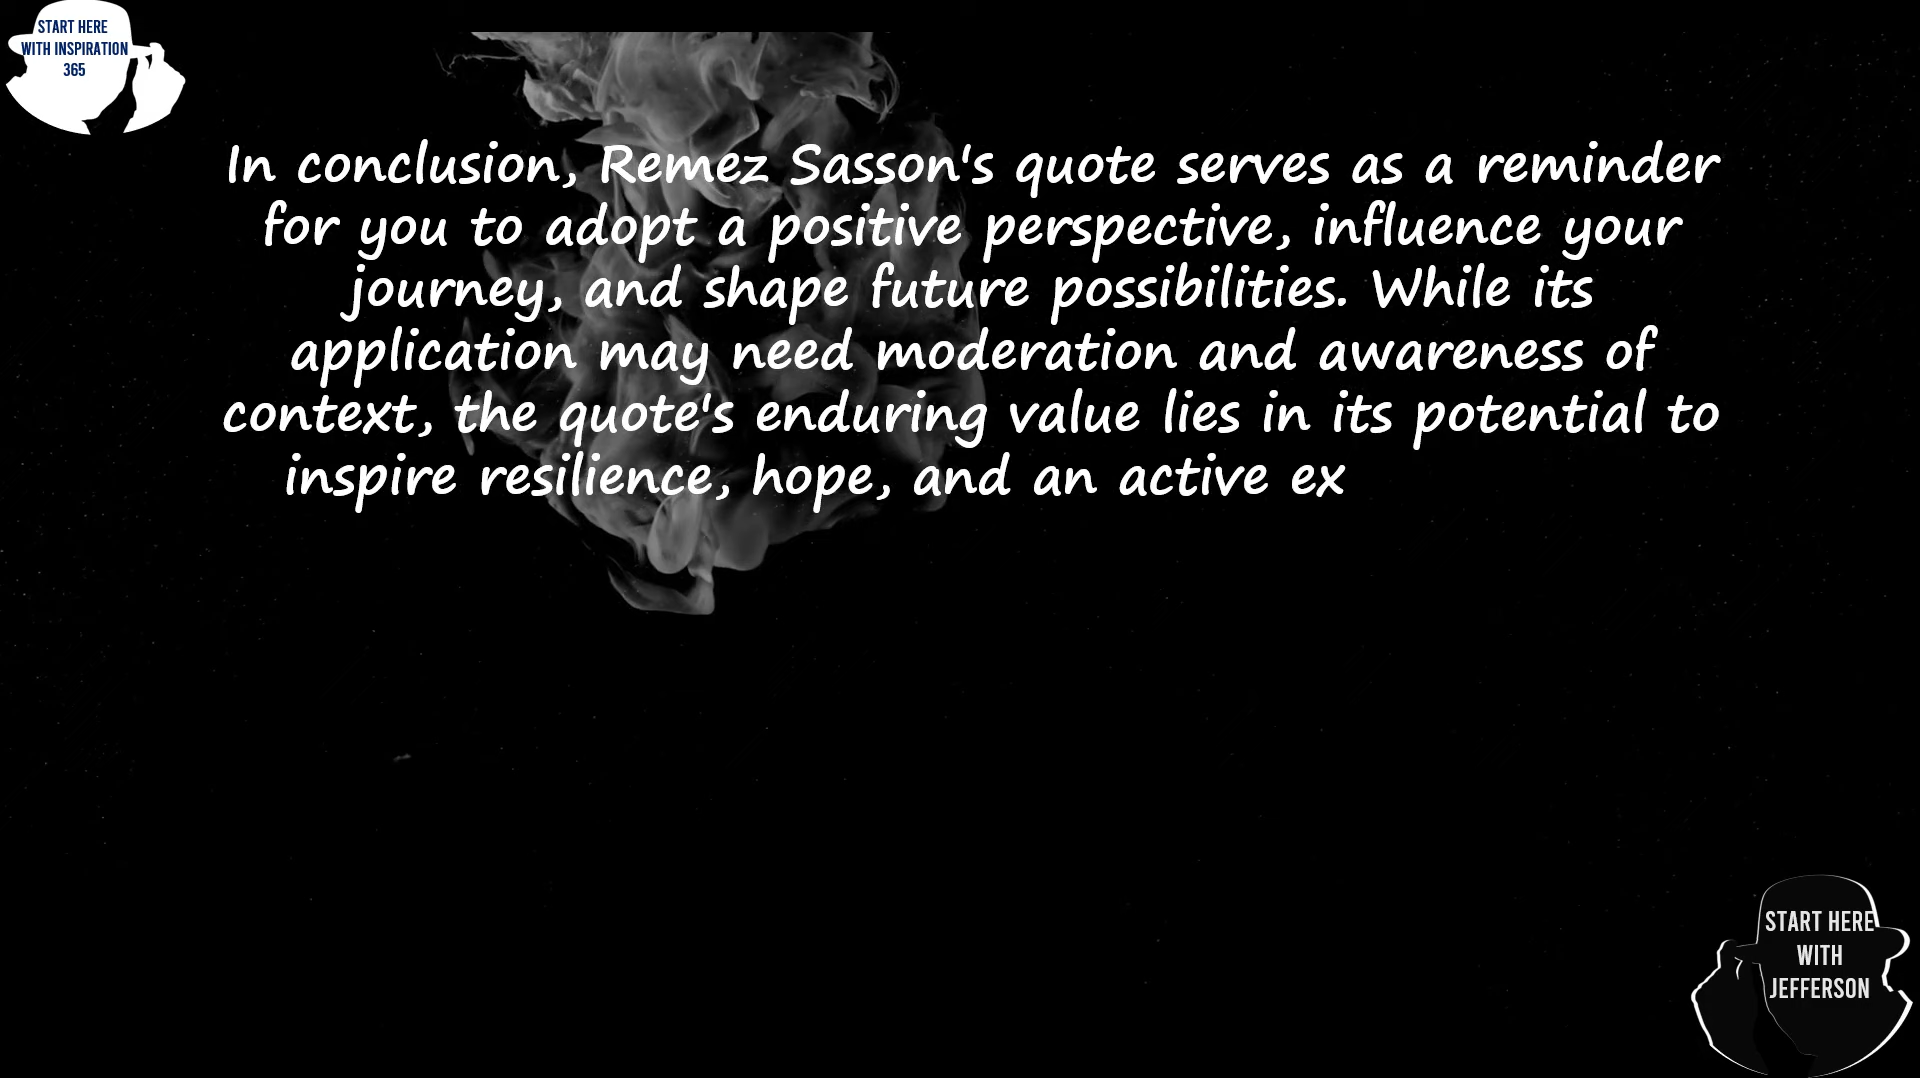 START HERE
WITH INSPIRATION
365
In conclusion, Remez Sasson's quote serves as a reminder
for you to adopt a positive perspective, influence your
journey, and shape future possibilities. While its
application may need moderation and awareness of
context, the quote's enduring value lies in its potential to
inspire resilience, hope, and an active ex
START HERE
WITH
JEFFERSON